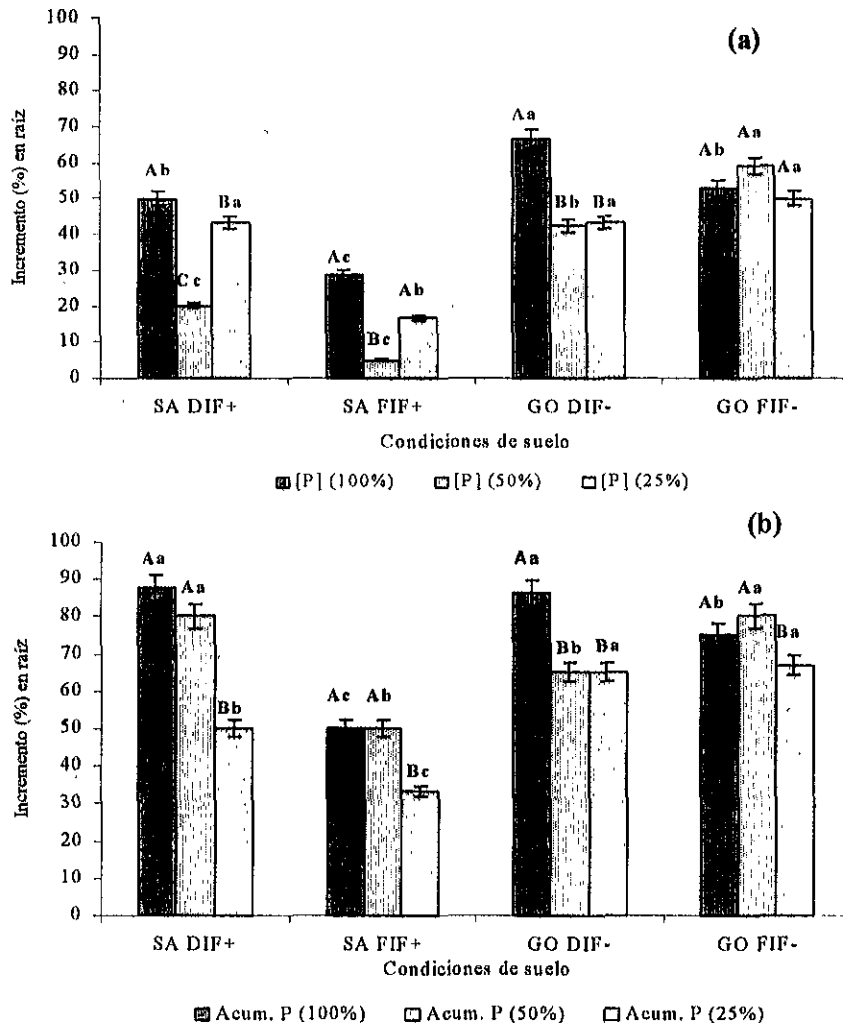 (a)
Incremento (%) en raíz
100
90
80
70
60
50
40
30
20
10
0
Ab
Cc
Ba
Ac
Bc
Ab
Aa
Bb
Ba
Ab
Aa
Aa
SA DIF+ SA FIF+ GO DIF- GO FIF-
Condiciones de suelo
[P] (100%) [P] (50%) [P] (25%)
(b)
Incremento (%) en raíz
100
90
80
70
60
50
40
30
20
10
0
Aa
Aa
Bb
Ac
Ab
Bc
Aa
Bb
Ba
Ab
Aa
Ba
SA DIF+ SA FIF+ GO DIF- GO FIF-
Condiciones de suelo
Acum. P (100%) Acum. P (50%) Acum. P (25%)